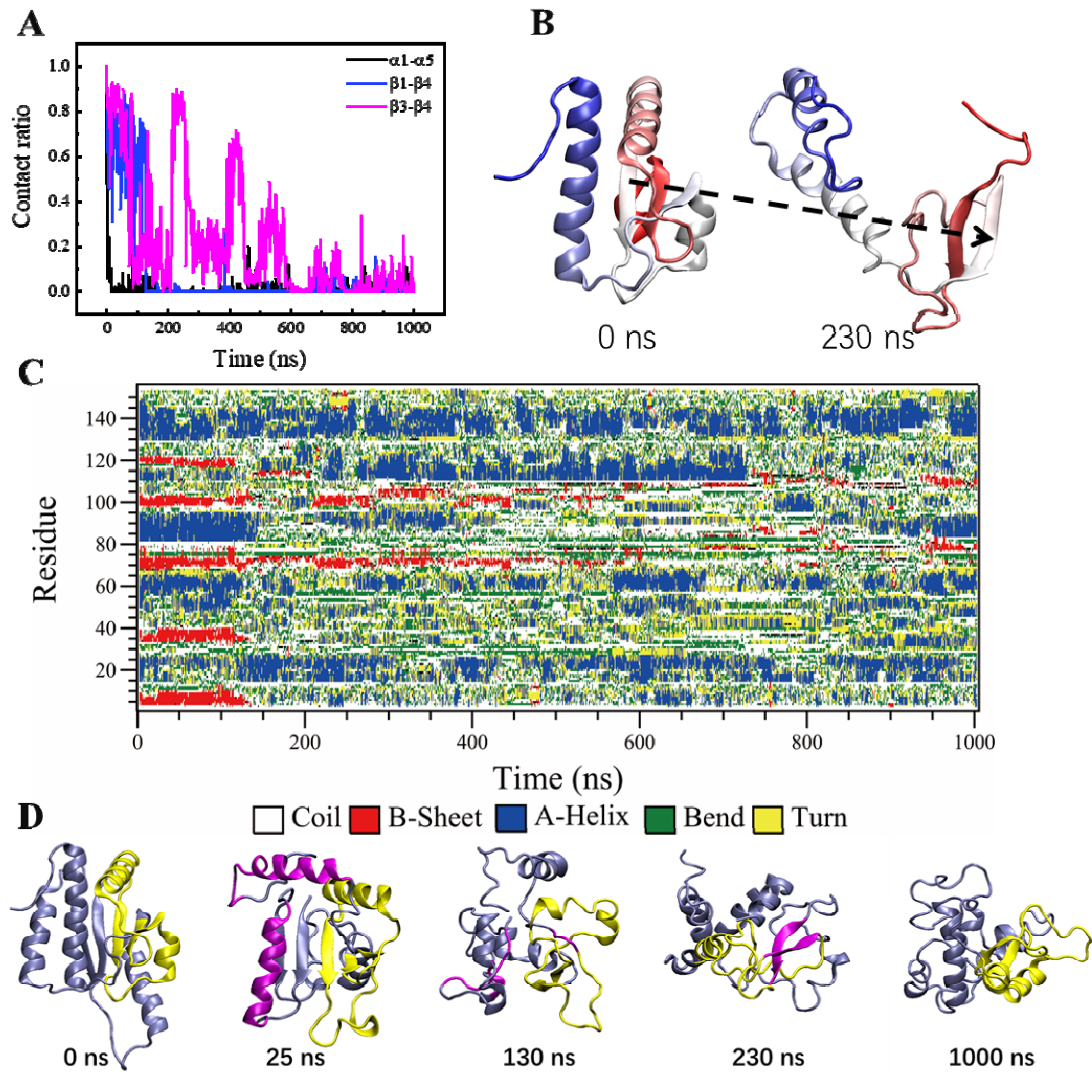 A
B
α1-α5
β1-β4
β3-β4
1.0
0.8
0.6
0.4
0.2
0.0
Contact ratio
0 200 400 600 800 1000
Time (ns)
0 ns
230 ns
C
140
120
100
80
60
40
20
Residue
0 200 400 600 800 1000
Time (ns)
Coil B-Sheet A-Helix Bend Turn
D
0 ns
25 ns
130 ns
230 ns
1000 ns